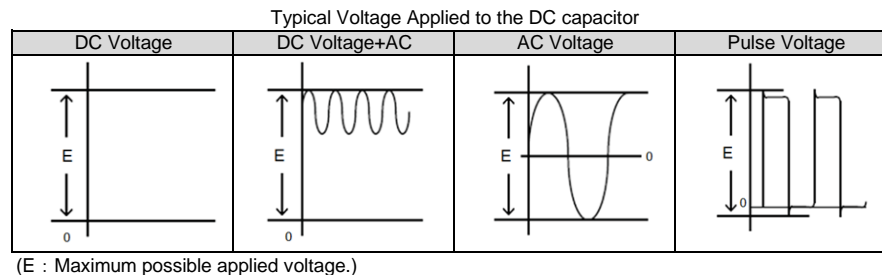 Typical Voltage Applied to the DC capacitor
DC Voltage DC Voltage+AC AC Voltage Pulse Voltage
E E E 0 E
0 0 0
(E：Maximum possible applied voltage.)